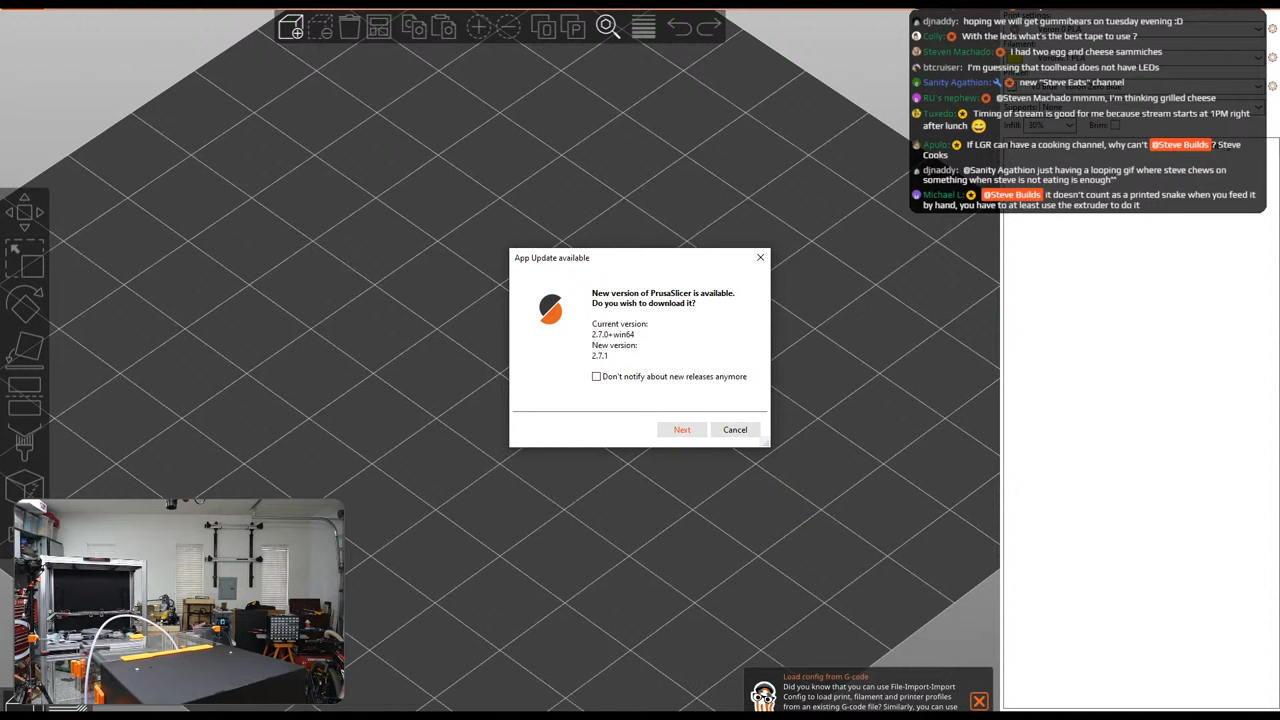 djnaddy: hoping we will get gummibears on tuesday evening :D
Colly: With the leds what's the best tape to use ?
Steven Machado: I had two egg and cheese sammiches
btcruiser: I'm guessing that toolhead does not have LEDs
Sanity Agathion: new "Steve Eats" channel
RU's nephew: @Steven Machado mmmm, I'm thinking grilled cheese
Tuxedo: Timing of stream is good for me because stream starts at 1PM right
after lunch 😄
Apulo: If LGR can have a cooking channel, why can't @Steve Builds ? Steve
Cooks
djnaddy: @Sanity Agathion just having a looping gif where steve chews on
something when steve is not eating is enough^^
Michael L: @Steve Builds it doesn't count as a printed snake when you feed it
by hand, you have to at least use the extruder to do it
Print settings:
Filament:
Supports: None
Infill: 30% Brim:
App Update available
New version of PrusaSlicer is available.
Do you wish to download it?
Current version:
2.7.0+win64
New version:
2.7.1
Don't notify about new releases anymore
Next Cancel
Load config from G-code
Did you know that you can use File-Import-Import
Config to load print, filament and printer profiles
from an existing G-code file? Similarly, you can use